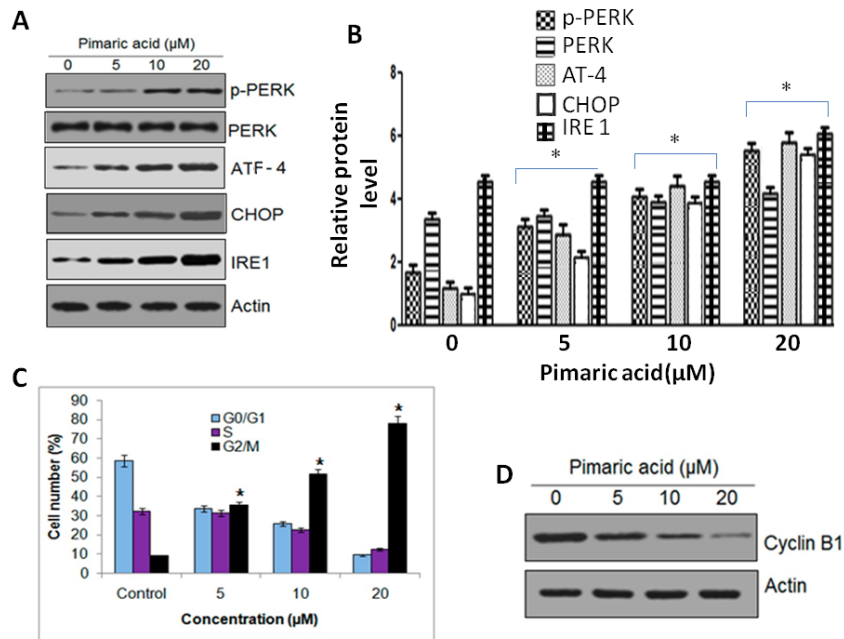 A
Pimaric acid (µM)
0 5 10 20
p-PERK
PERK
ATF - 4
CHOP
IRE1
Actin
B
p-PERK
PERK
AT-4
CHOP
IRE 1
Relative protein
level
8
6
4
2
0
* * *
0 5 10 20
Pimaric acid(µM)
C
G0/G1
S
G2/M
Cell number (%)
90
80
70
60
50
40
30
20
10
0
* * *
Control 5 10 20
Concentration (µM)
D
Pimaric acid (µM)
0 5 10 20
Cyclin B1
Actin